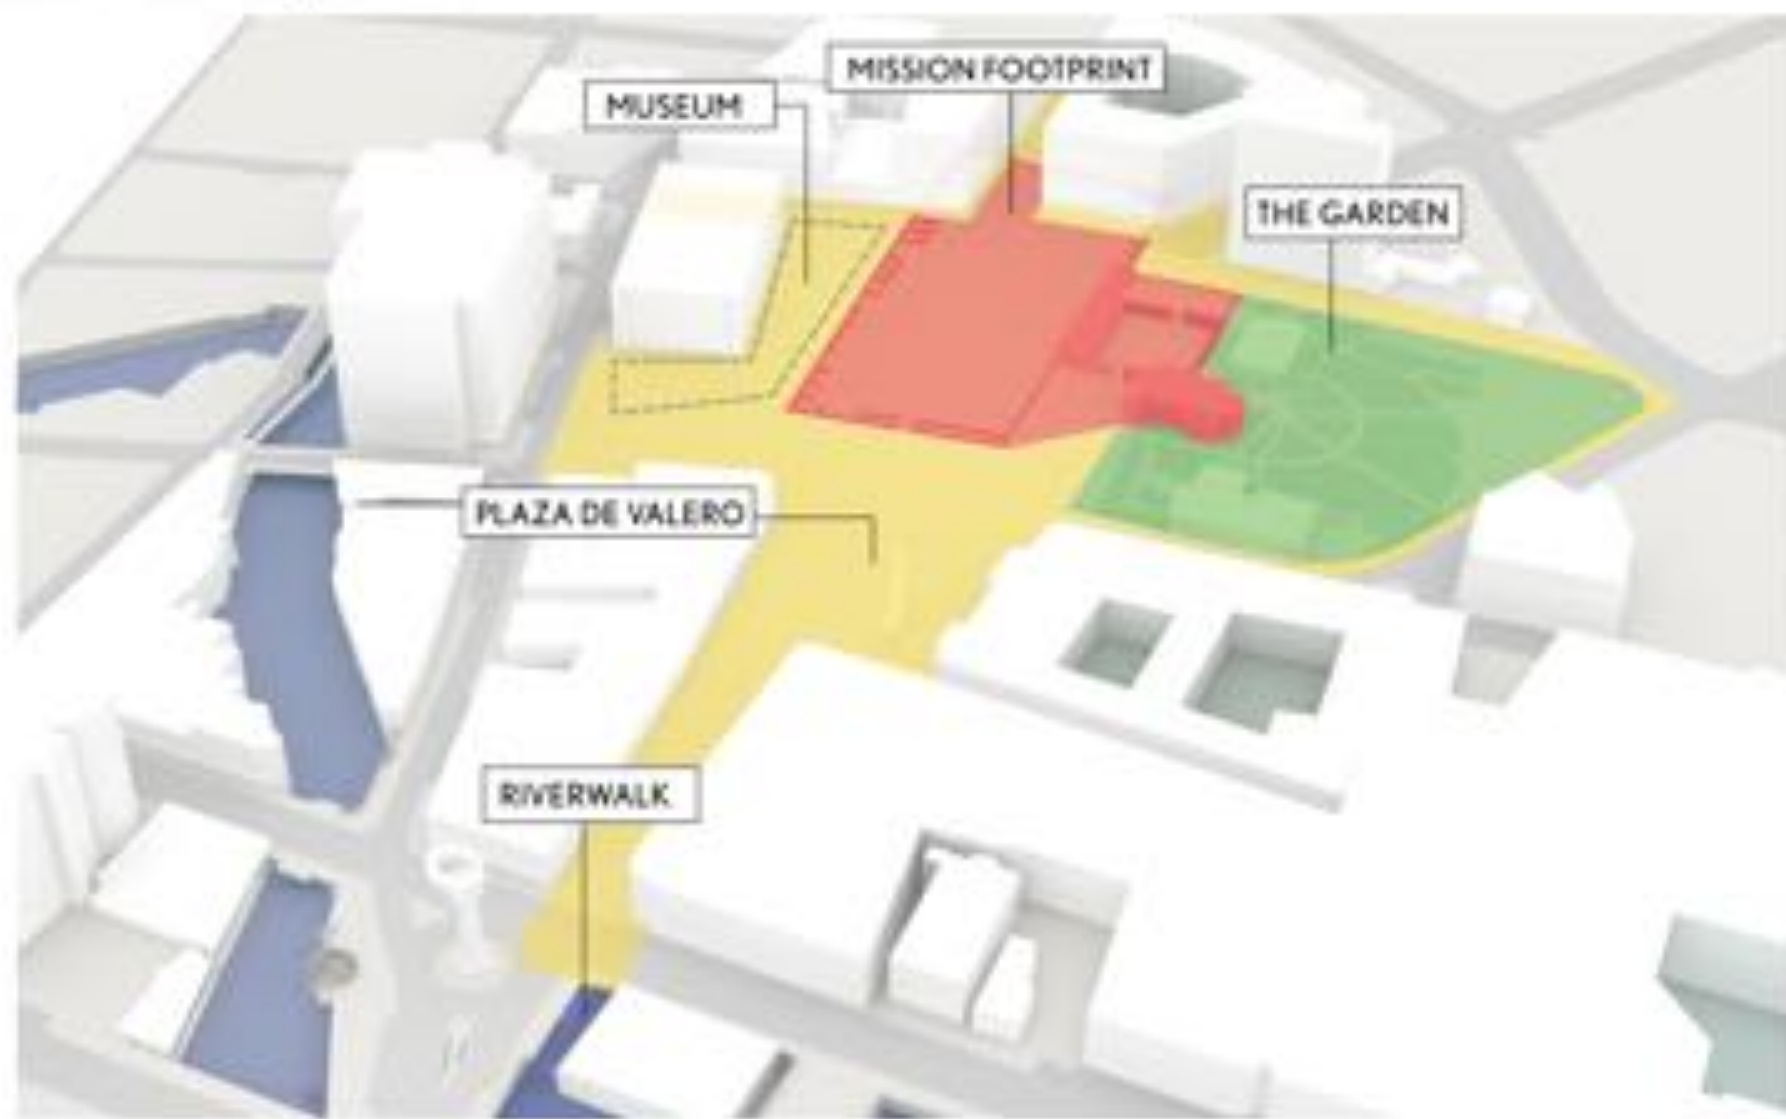 MISSION FOOTPRINT
MUSEUM
THE GARDEN
PLAZA DE VALERO
RIVERWALK